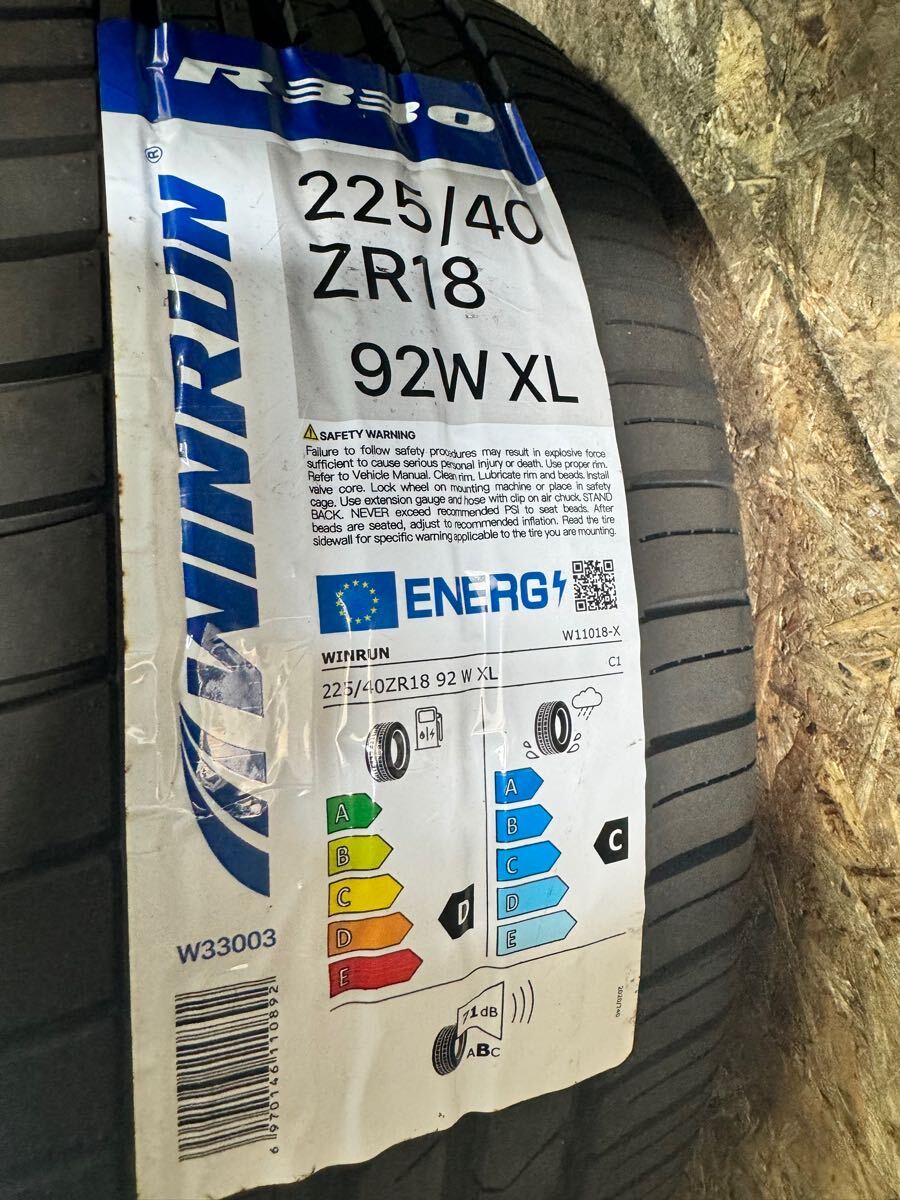 R330
WINRUN®
225/40
ZR18
92W XL
SAFETY WARNING
Failure to follow safety procedures may result in explosive force
sufficient to cause serious personal injury or death. Use proper rim.
Refer to Vehicle Manual. Clean rim. Lubricate rim and beads. Install
valve core. Lock wheel on mounting machine or place in safety
cage. Use extension gauge and hose with clip on air chuck. STAND
BACK. NEVER exceed recommended PSI to seat beads. After
beads are seated, adjust to recommended inflation. Read the tire
sidewall for specific warning applicable to the tire you are mounting.
ENERG
WINRUN
W11018-X
225/40ZR18 92 W XL
C1
A
B
C
D
E
D
A
B
C
D
E
C
71dB
ABC
2020/740
W33003
6970146110892